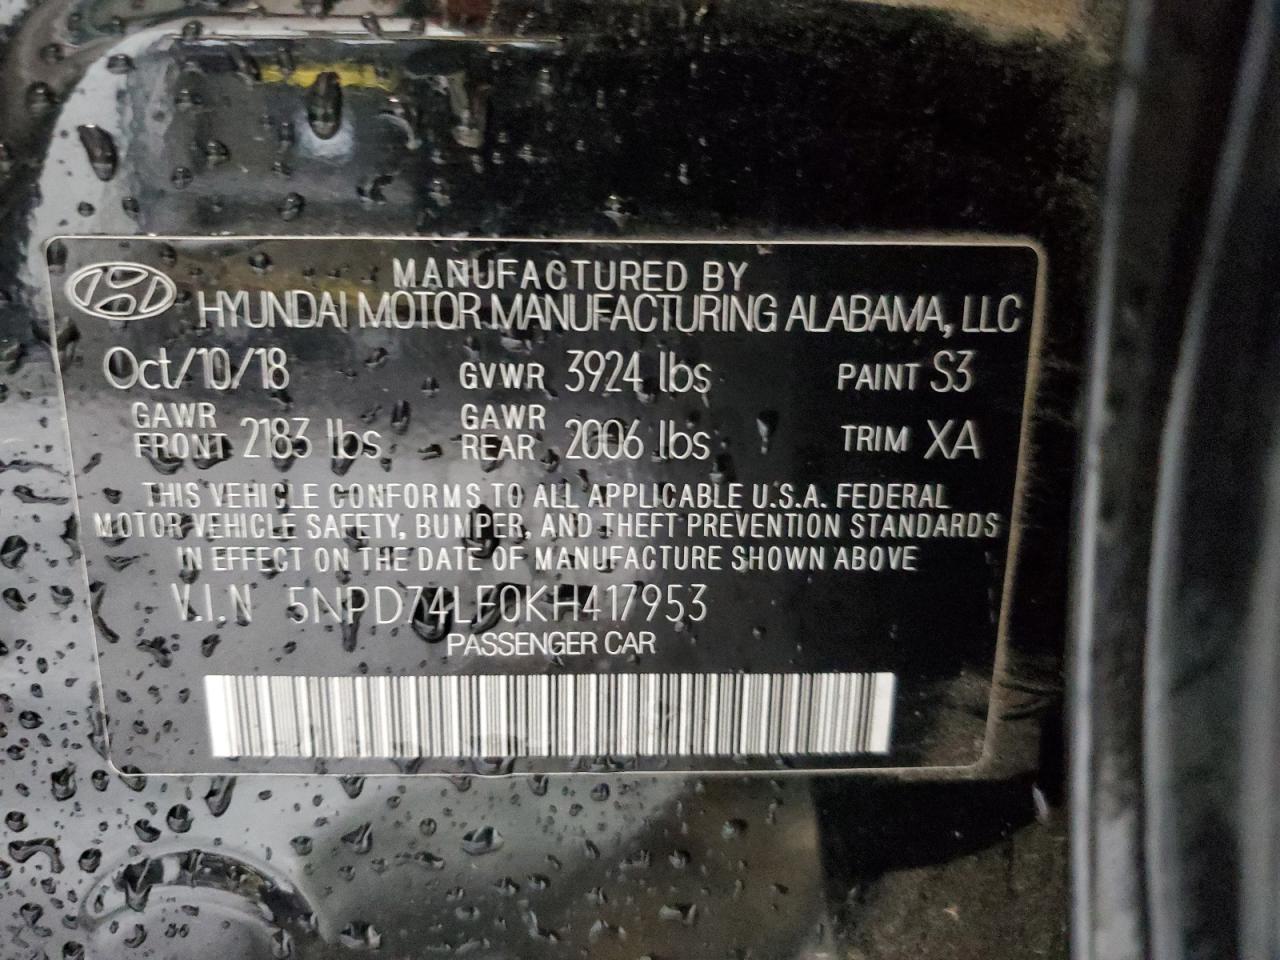 MANUFACTURED BY
HYUNDAI MOTOR MANUFACTURING ALABAMA, LLC
Oct/10/18 GVWR 3924 lbs PAINT S3
GAWR FRONT 2183 lbs GAWR REAR 2006 lbs TRIM XA
THIS VEHICLE CONFORMS TO ALL APPLICABLE U.S.A. FEDERAL
MOTOR VEHICLE SAFETY, BUMPER, AND THEFT PREVENTION STANDARDS
IN EFFECT ON THE DATE OF MANUFACTURE SHOWN ABOVE
V.I.N 5NPD74LF0KH417953
PASSENGER CAR